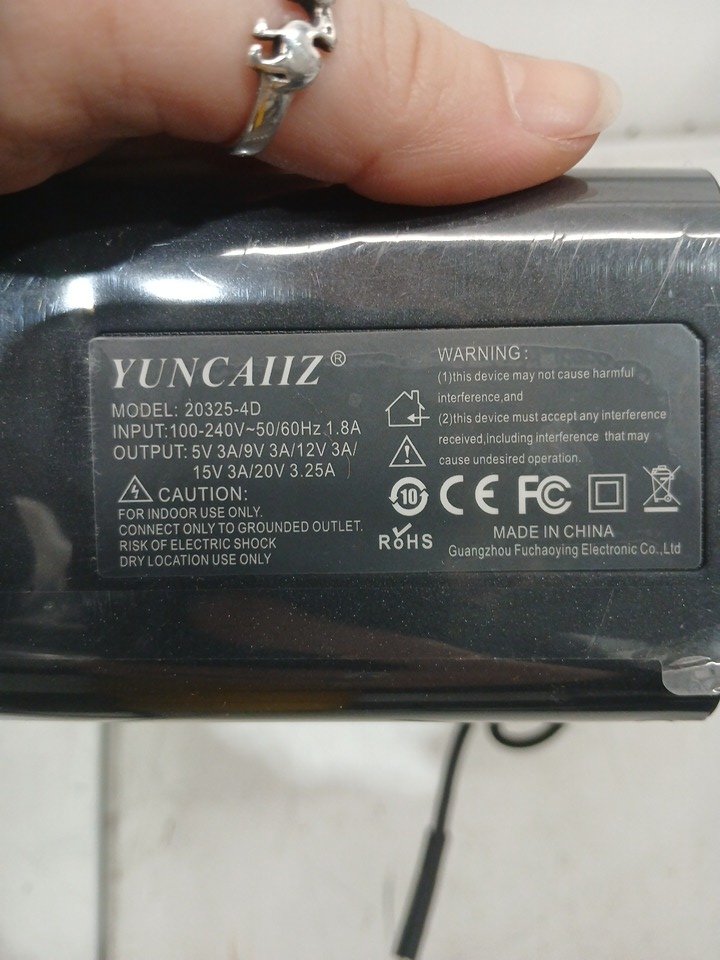 YUNCAIIZ®
MODEL: 20325-4D
INPUT:100-240V~50/60Hz 1.8A
OUTPUT: 5V 3A/9V 3A/12V 3A/
15V 3A/20V 3.25A
CAUTION:
FOR INDOOR USE ONLY.
CONNECT ONLY TO GROUNDED OUTLET.
RISK OF ELECTRIC SHOCK
DRY LOCATION USE ONLY
WARNING:
(1)this device may not cause harmful
interference,and
(2)this device must accept any interference
received,including interference that may
cause undesired operation.
10 CE FC
RoHS
MADE IN CHINA
Guangzhou Fuchaoying Electronic Co.,Ltd